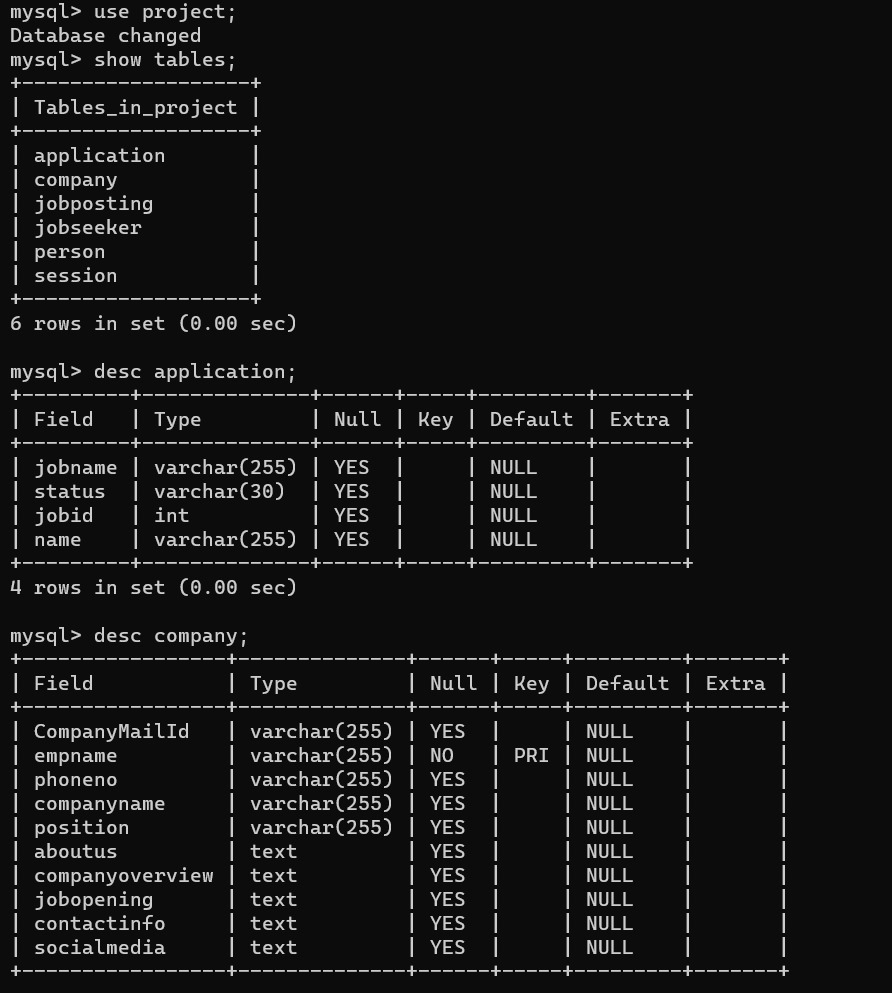 mysql> use project;
Database changed
mysql> show tables;
+-------------------+
| Tables_in_project |
+-------------------+
| application       |
| company           |
| jobposting        |
| jobseeker         |
| person            |
| session           |
+-------------------+
6 rows in set (0.00 sec)

mysql> desc application;
+---------+--------------+------+-----+---------+-------+
| Field   | Type         | Null | Key | Default | Extra |
+---------+--------------+------+-----+---------+-------+
| jobname | varchar(255) | YES  |     | NULL    |       |
| status  | varchar(30)  | YES  |     | NULL    |       |
| jobid   | int          | YES  |     | NULL    |       |
| name    | varchar(255) | YES  |     | NULL    |       |
+---------+--------------+------+-----+---------+-------+
4 rows in set (0.00 sec)

mysql> desc company;
+-----------------+--------------+------+-----+---------+-------+
| Field           | Type         | Null | Key | Default | Extra |
+-----------------+--------------+------+-----+---------+-------+
| CompanyMailId   | varchar(255) | YES  |     | NULL    |       |
| empname         | varchar(255) | NO   | PRI | NULL    |       |
| phoneno         | varchar(255) | YES  |     | NULL    |       |
| companyname     | varchar(255) | YES  |     | NULL    |       |
| position        | varchar(255) | YES  |     | NULL    |       |
| aboutus         | text         | YES  |     | NULL    |       |
| companyoverview | text         | YES  |     | NULL    |       |
| jobopening      | text         | YES  |     | NULL    |       |
| contactinfo     | text         | YES  |     | NULL    |       |
| socialmedia     | text         | YES  |     | NULL    |       |
+-----------------+--------------+------+-----+---------+-------+